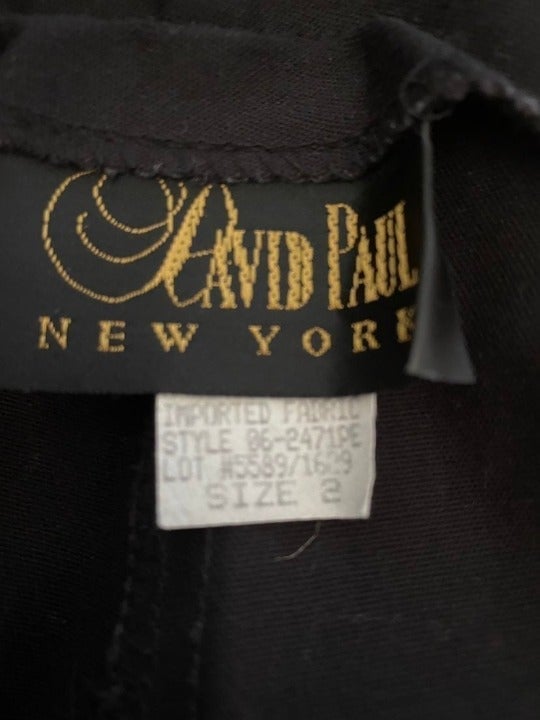 DAVID PAUL
NEW YORK
IMPORTED FABRIC
STYLE 06-2471PE
LOT #5589/1629
SIZE 2